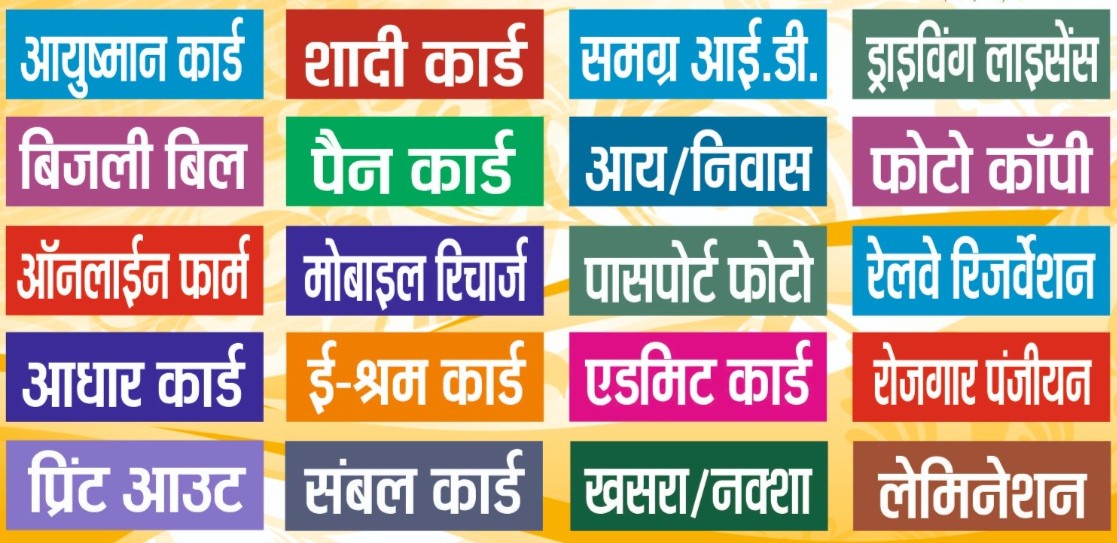 आयुष्मान कार्ड शादी कार्ड समग्र आई.डी. ड्राइविंग लाइसेंस
बिजली बिल पैन कार्ड आय/निवास फोटो कॉपी
ऑनलाईन फार्म मोबाइल रिचार्ज पासपोर्ट फोटो रेलवे रिजर्वेशन
आधार कार्ड ई-श्रम कार्ड एडमिट कार्ड रोजगार पंजीयन
प्रिंट आउट संबल कार्ड खसरा/नक्शा लेमिनेशन